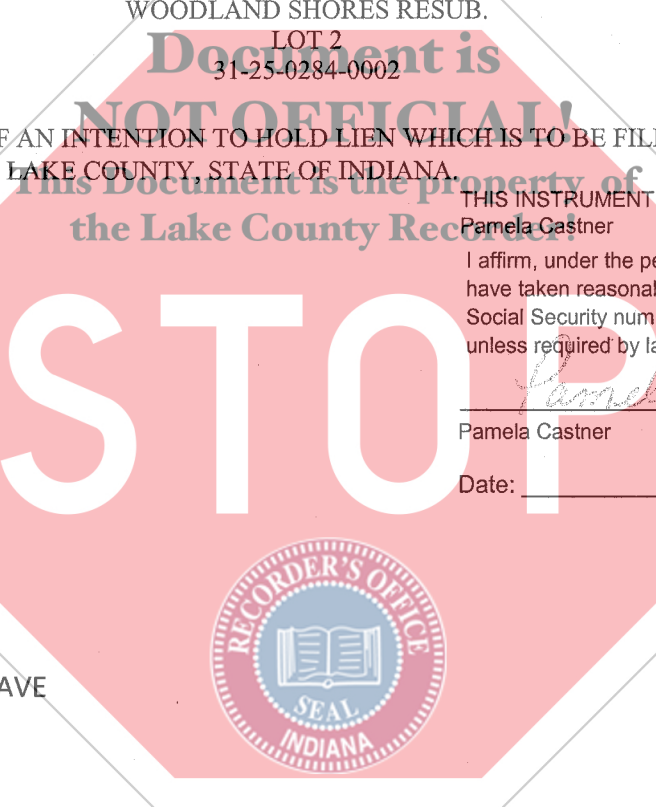 WOODLAND SHORES RESUB.
LOT 2
Document is
31-25-0284-0002
NOT OFFICIAL!
F AN INTENTION TO HOLD LIEN WHICH IS TO BE FIL
LAKE COUNTY, STATE OF INDIANA.
This Document is the property of
the Lake County Recorder!
THIS INSTRUMENT
Pamela Castner
I affirm, under the pe
have taken reasonal
Social Security num
unless required by la
STOP
Pamel
Pamela Castner
Date:
RECORDER'S OFFICE
SEAL
INDIANA
AVE